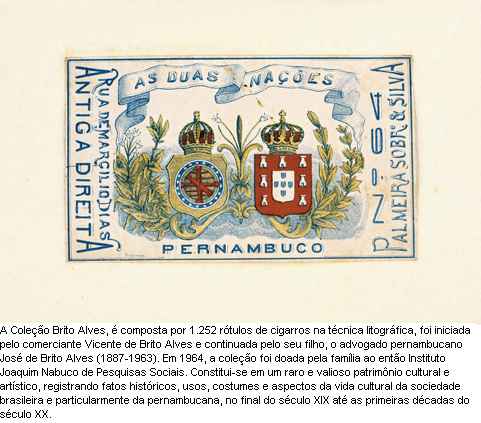 AS DUAS NAÇÕES
RUA DE MARCILIO DIAS
ANTIGA DIREITA
PERNAMBUCO
Nº 194
PALMEIRA SOBRº & SILVA
A Coleção Brito Alves, é composta por 1.252 rótulos de cigarros na técnica litográfica, foi iniciada
pelo comerciante Vicente de Brito Alves e continuada pelo seu filho, o advogado pernambucano
José de Brito Alves (1887-1963). Em 1964, a coleção foi doada pela família ao então Instituto
Joaquim Nabuco de Pesquisas Sociais. Constitui-se em um raro e valioso patrimônio cultural e
artístico, registrando fatos históricos, usos, costumes e aspectos da vida cultural da sociedade
brasileira e particularmente da pernambucana, no final do século XIX até as primeiras décadas do
século XX.